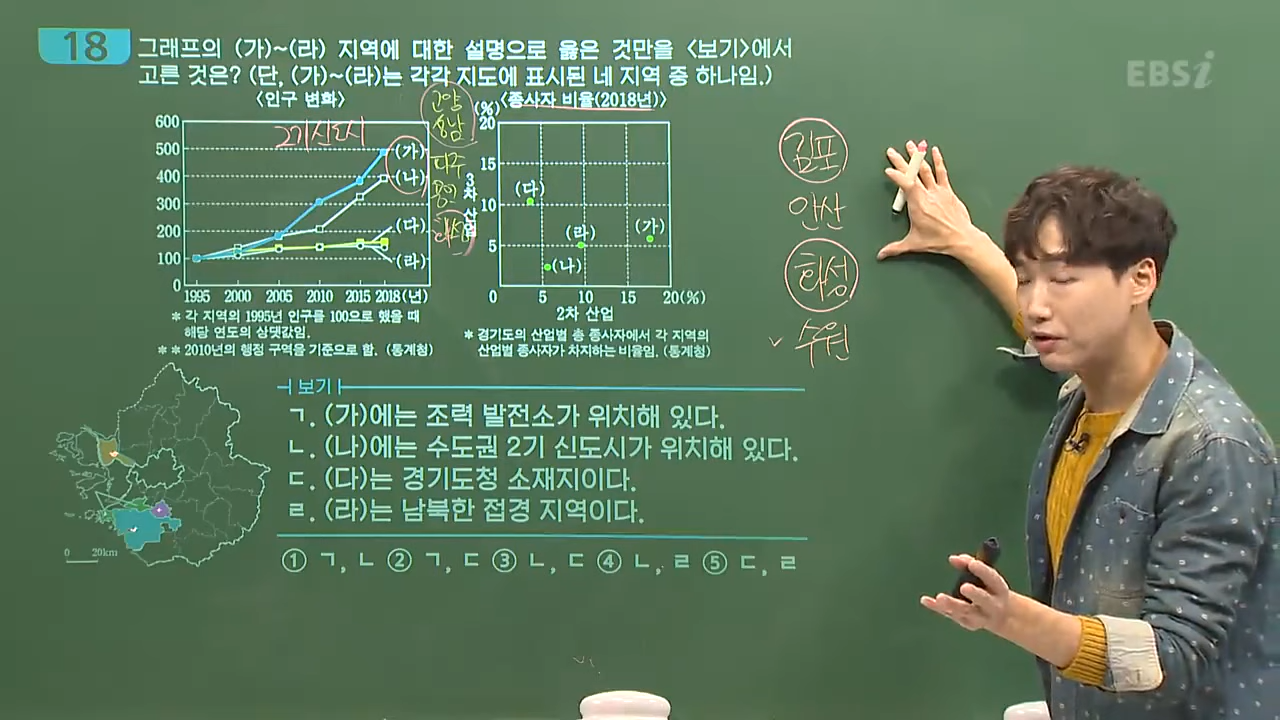 18
그래프의 (가)~(라) 지역에 대한 설명으로 옳은 것만을 <보기>에서
고른 것은? (단, (가)~(라)는 각각 지도에 표시된 네 지역 중 하나임.)
EBSi
<인구 변화>
2기신도시
600
500
400
300
200
100
0
(가)
(나)
(다)
(라)
1995 2000 2005 2010 2015 2018(년)
* 각 지역의 1995년 인구를 100으로 했을 때
해당 연도의 상댓값임.
** 2010년의 행정 구역을 기준으로 함. (통계청)
고양
성남
파주
용인
화성
<종사자 비율(2018년)>
(%)
20
15
10
5
0
3차 산업
(다)
(라)
(가)
(나)
5 10 15 20(%)
2차 산업
* 경기도의 산업별 총 종사자에서 각 지역의
산업별 종사자가 차지하는 비율임. (통계청)
김포
안산
화성
수원
0 20km
보기
ㄱ. (가)에는 조력 발전소가 위치해 있다.
ㄴ. (나)에는 수도권 2기 신도시가 위치해 있다.
ㄷ. (다)는 경기도청 소재지이다.
ㄹ. (라)는 남북한 접경 지역이다.
① ㄱ, ㄴ ② ㄱ, ㄷ ③ ㄴ, ㄷ ④ ㄴ, ㄹ ⑤ ㄷ, ㄹ